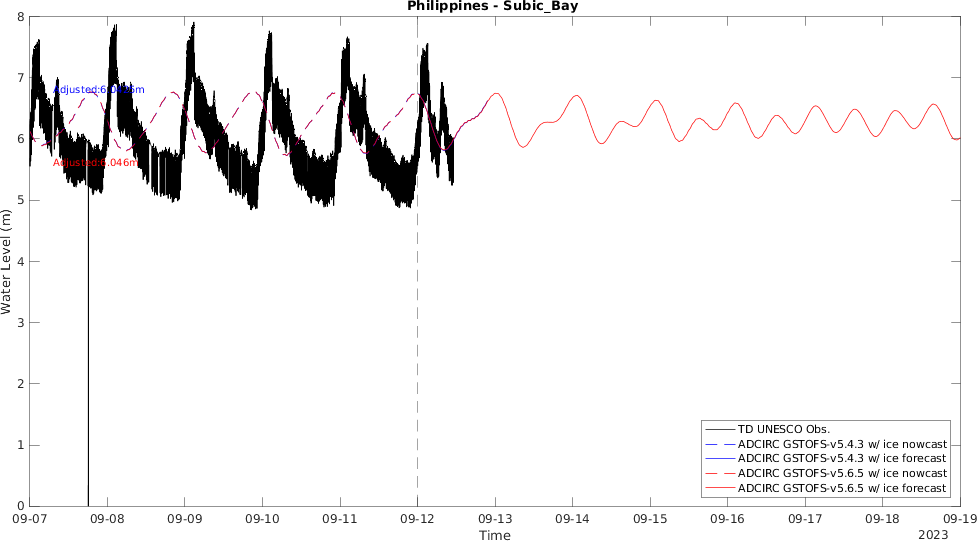 Philippines - Subic_Bay
8
7
6
5
4
3
2
1
0
Water Level (m)
Adjusted:6.046m
TD UNESCO Obs.
ADCIRC GSTOFS-v5.4.3 w/ ice nowcast
ADCIRC GSTOFS-v5.4.3 w/ ice forecast
ADCIRC GSTOFS-v5.6.5 w/ ice nowcast
ADCIRC GSTOFS-v5.6.5 w/ ice forecast
09-07 09-08 09-09 09-10 09-11 09-12 09-13 09-14 09-15 09-16 09-17 09-18 09-19
Time
2023